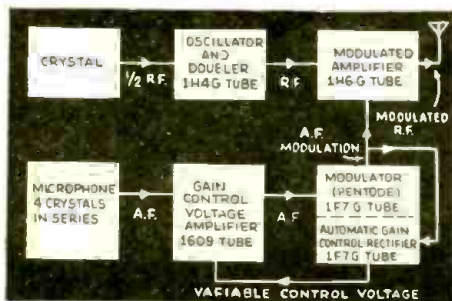 CRYSTAL
1/2 R.F.
OSCILLATOR
AND
DOUBLER
1H4G TUBE
R.F.
MODULATED
AMPLIFIER
1H6-G TUBE
MODULATED
R.F.
A.F.
MODULATION
MICROPHONE
4 CRYSTALS
IN SERIES
A.F.
GAIN
CONTROL
VOLTAGE
AMPLIFIER
1609 TUBE
A.F.
MODULATOR
(PENTODE)
1F7G TUBE
AUTOMATIC GAIN
CONTROL RECTIFIER
1F7G TUBE
VARIABLE CONTROL VOLTAGE